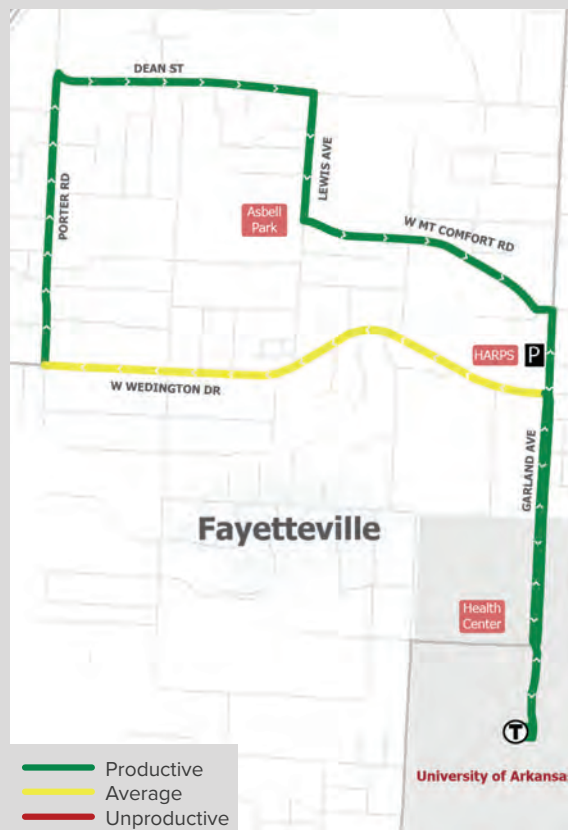 DEAN ST
PORTER RD
LEWIS AVE
Asbell
Park
W MT COMFORT RD
HARPS
P
W WEDINGTON DR
GARLAND AVE
Fayetteville
Health
Center
T
University of Arkansas
Productive
Average
Unproductive